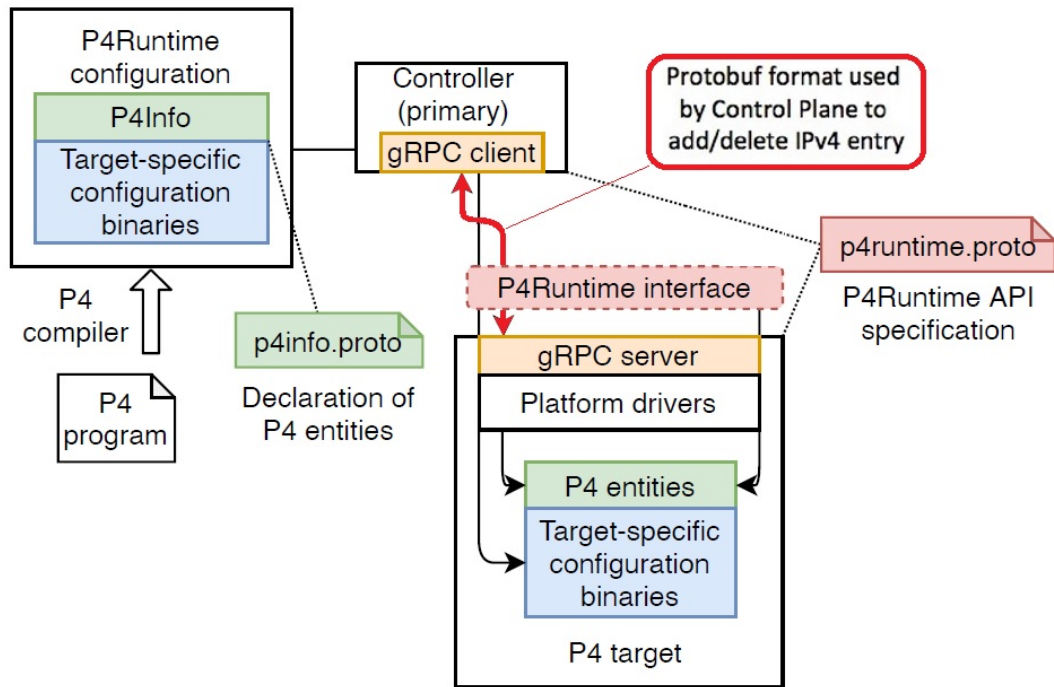 P4Runtime
configuration
P4Info
Target-specific
configuration
binaries
Controller
(primary)
gRPC client
Protobuf format used
by Control Plane to
add/delete IPv4 entry
p4runtime.proto
P4Runtime API
specification
P4Runtime interface
P4
compiler
P4
program
p4info.proto
Declaration of
P4 entities
gRPC server
Platform drivers
P4 entities
Target-specific
configuration
binaries
P4 target